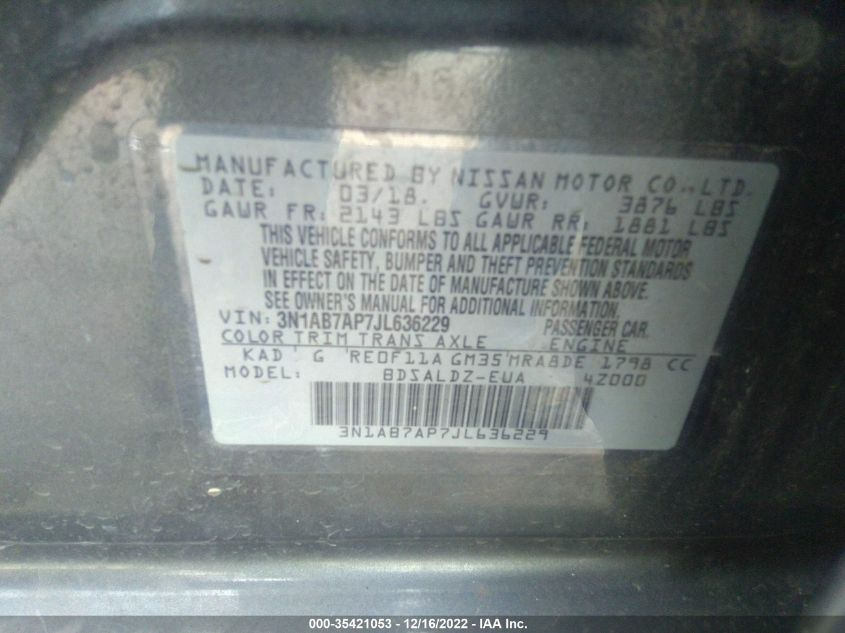 MANUFACTURED BY NISSAN MOTOR CO., LTD.
DATE: 03/18. GVWR: 3876 LBS
GAWR FR: 2143 LBS GAWR RR: 1881 LBS
THIS VEHICLE CONFORMS TO ALL APPLICABLE FEDERAL MOTOR
VEHICLE SAFETY, BUMPER AND THEFT PREVENTION STANDARDS
IN EFFECT ON THE DATE OF MANUFACTURE SHOWN ABOVE.
SEE OWNER'S MANUAL FOR ADDITIONAL INFORMATION.
VIN: 3N1AB7AP7JL636229 PASSENGER CAR.
COLOR TRIM TRANS AXLE ENGINE
KAD G RE0F11A GM35 MRA8DE 1798 CC
MODEL: BDSALDZ-EUA 4Z000
3N1AB7AP7JL636229
000-35421053 - 12/16/2022 - IAA Inc.